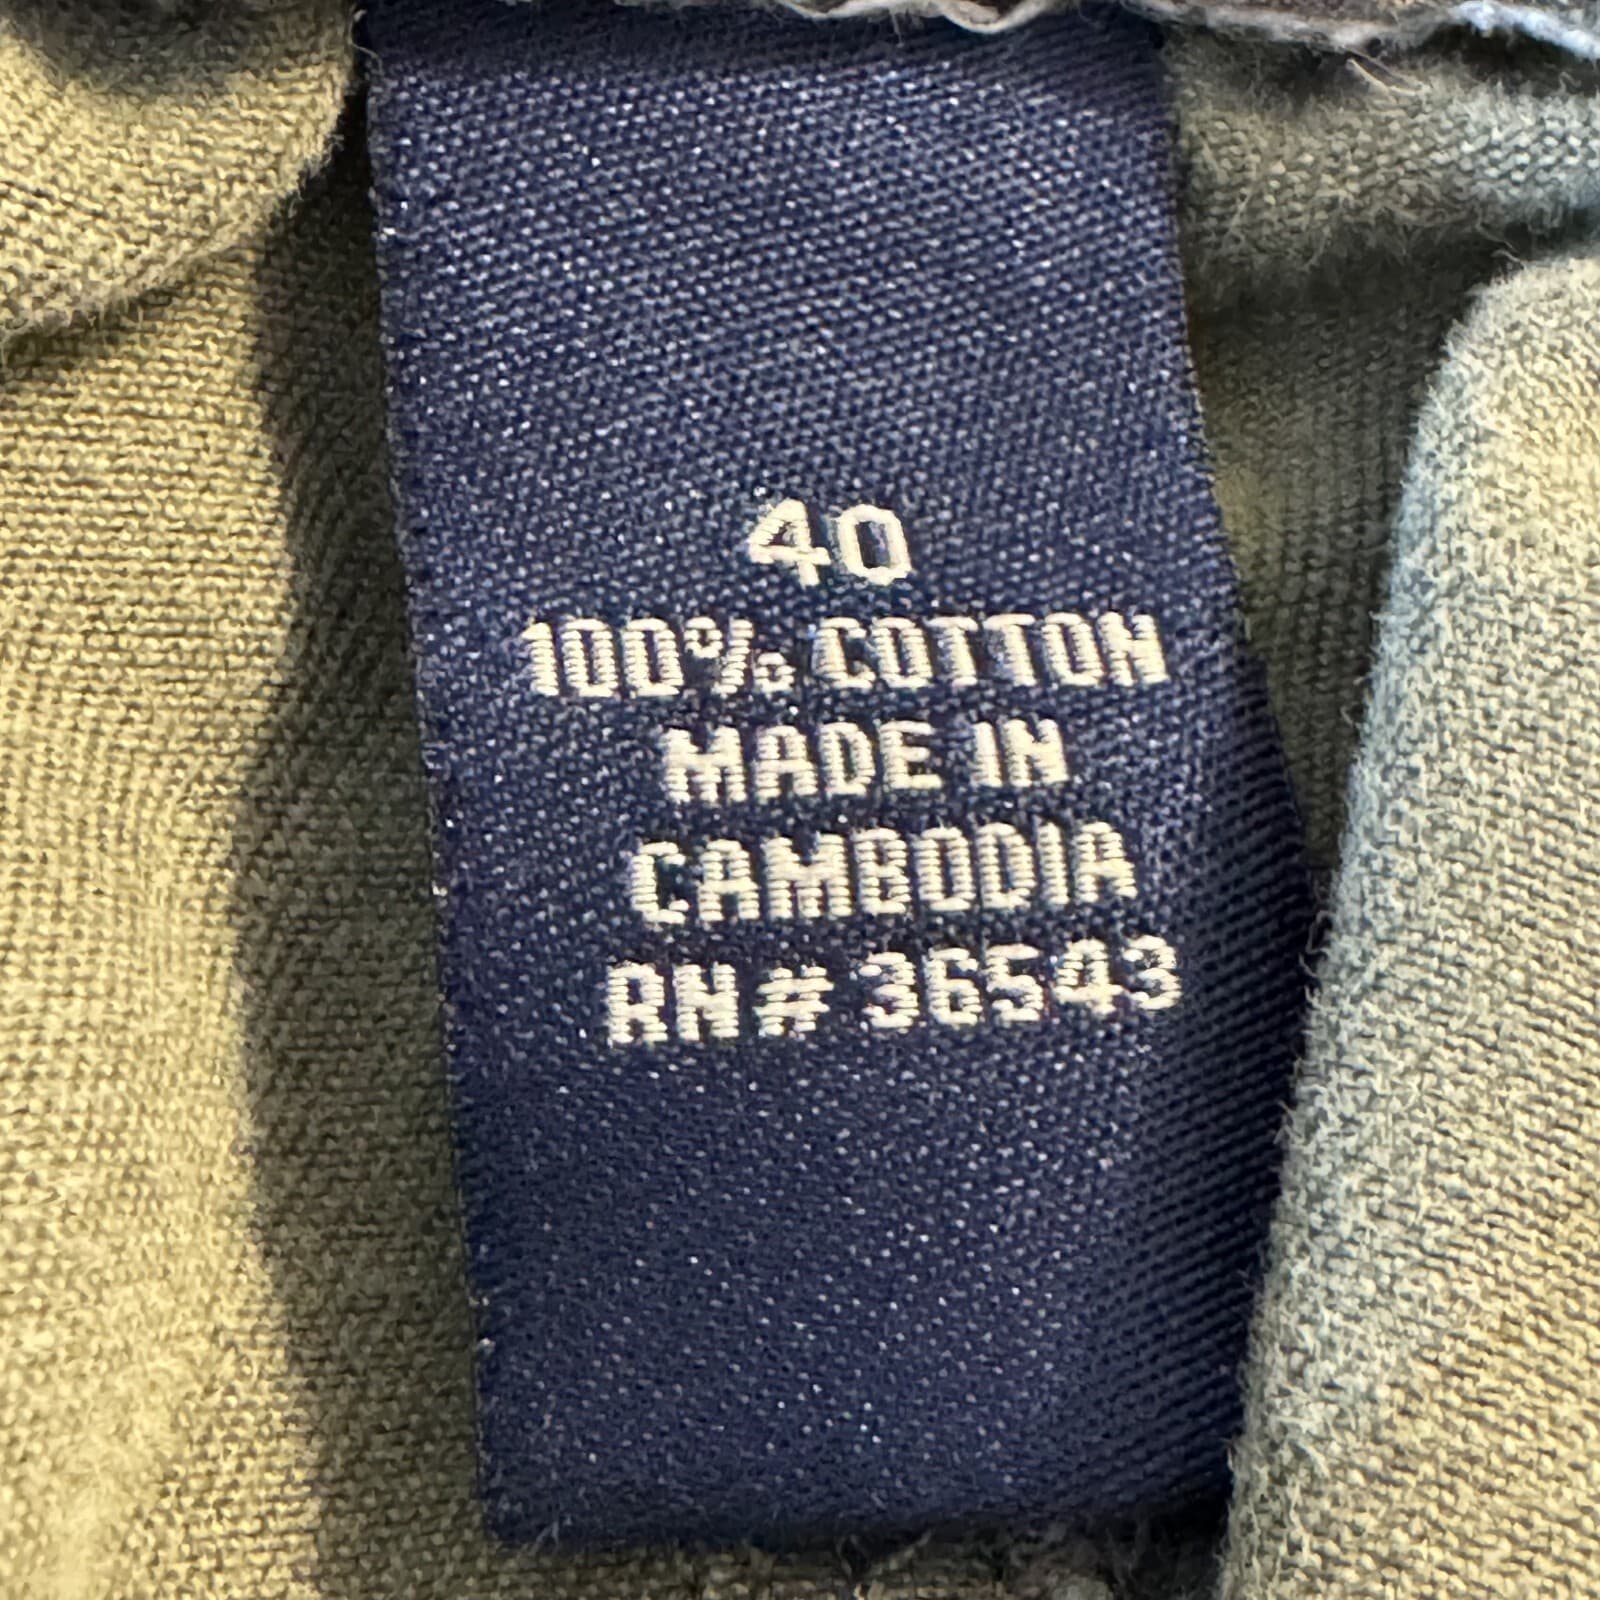 40
100% COTTON
MADE IN
CAMBODIA
RN# 36543